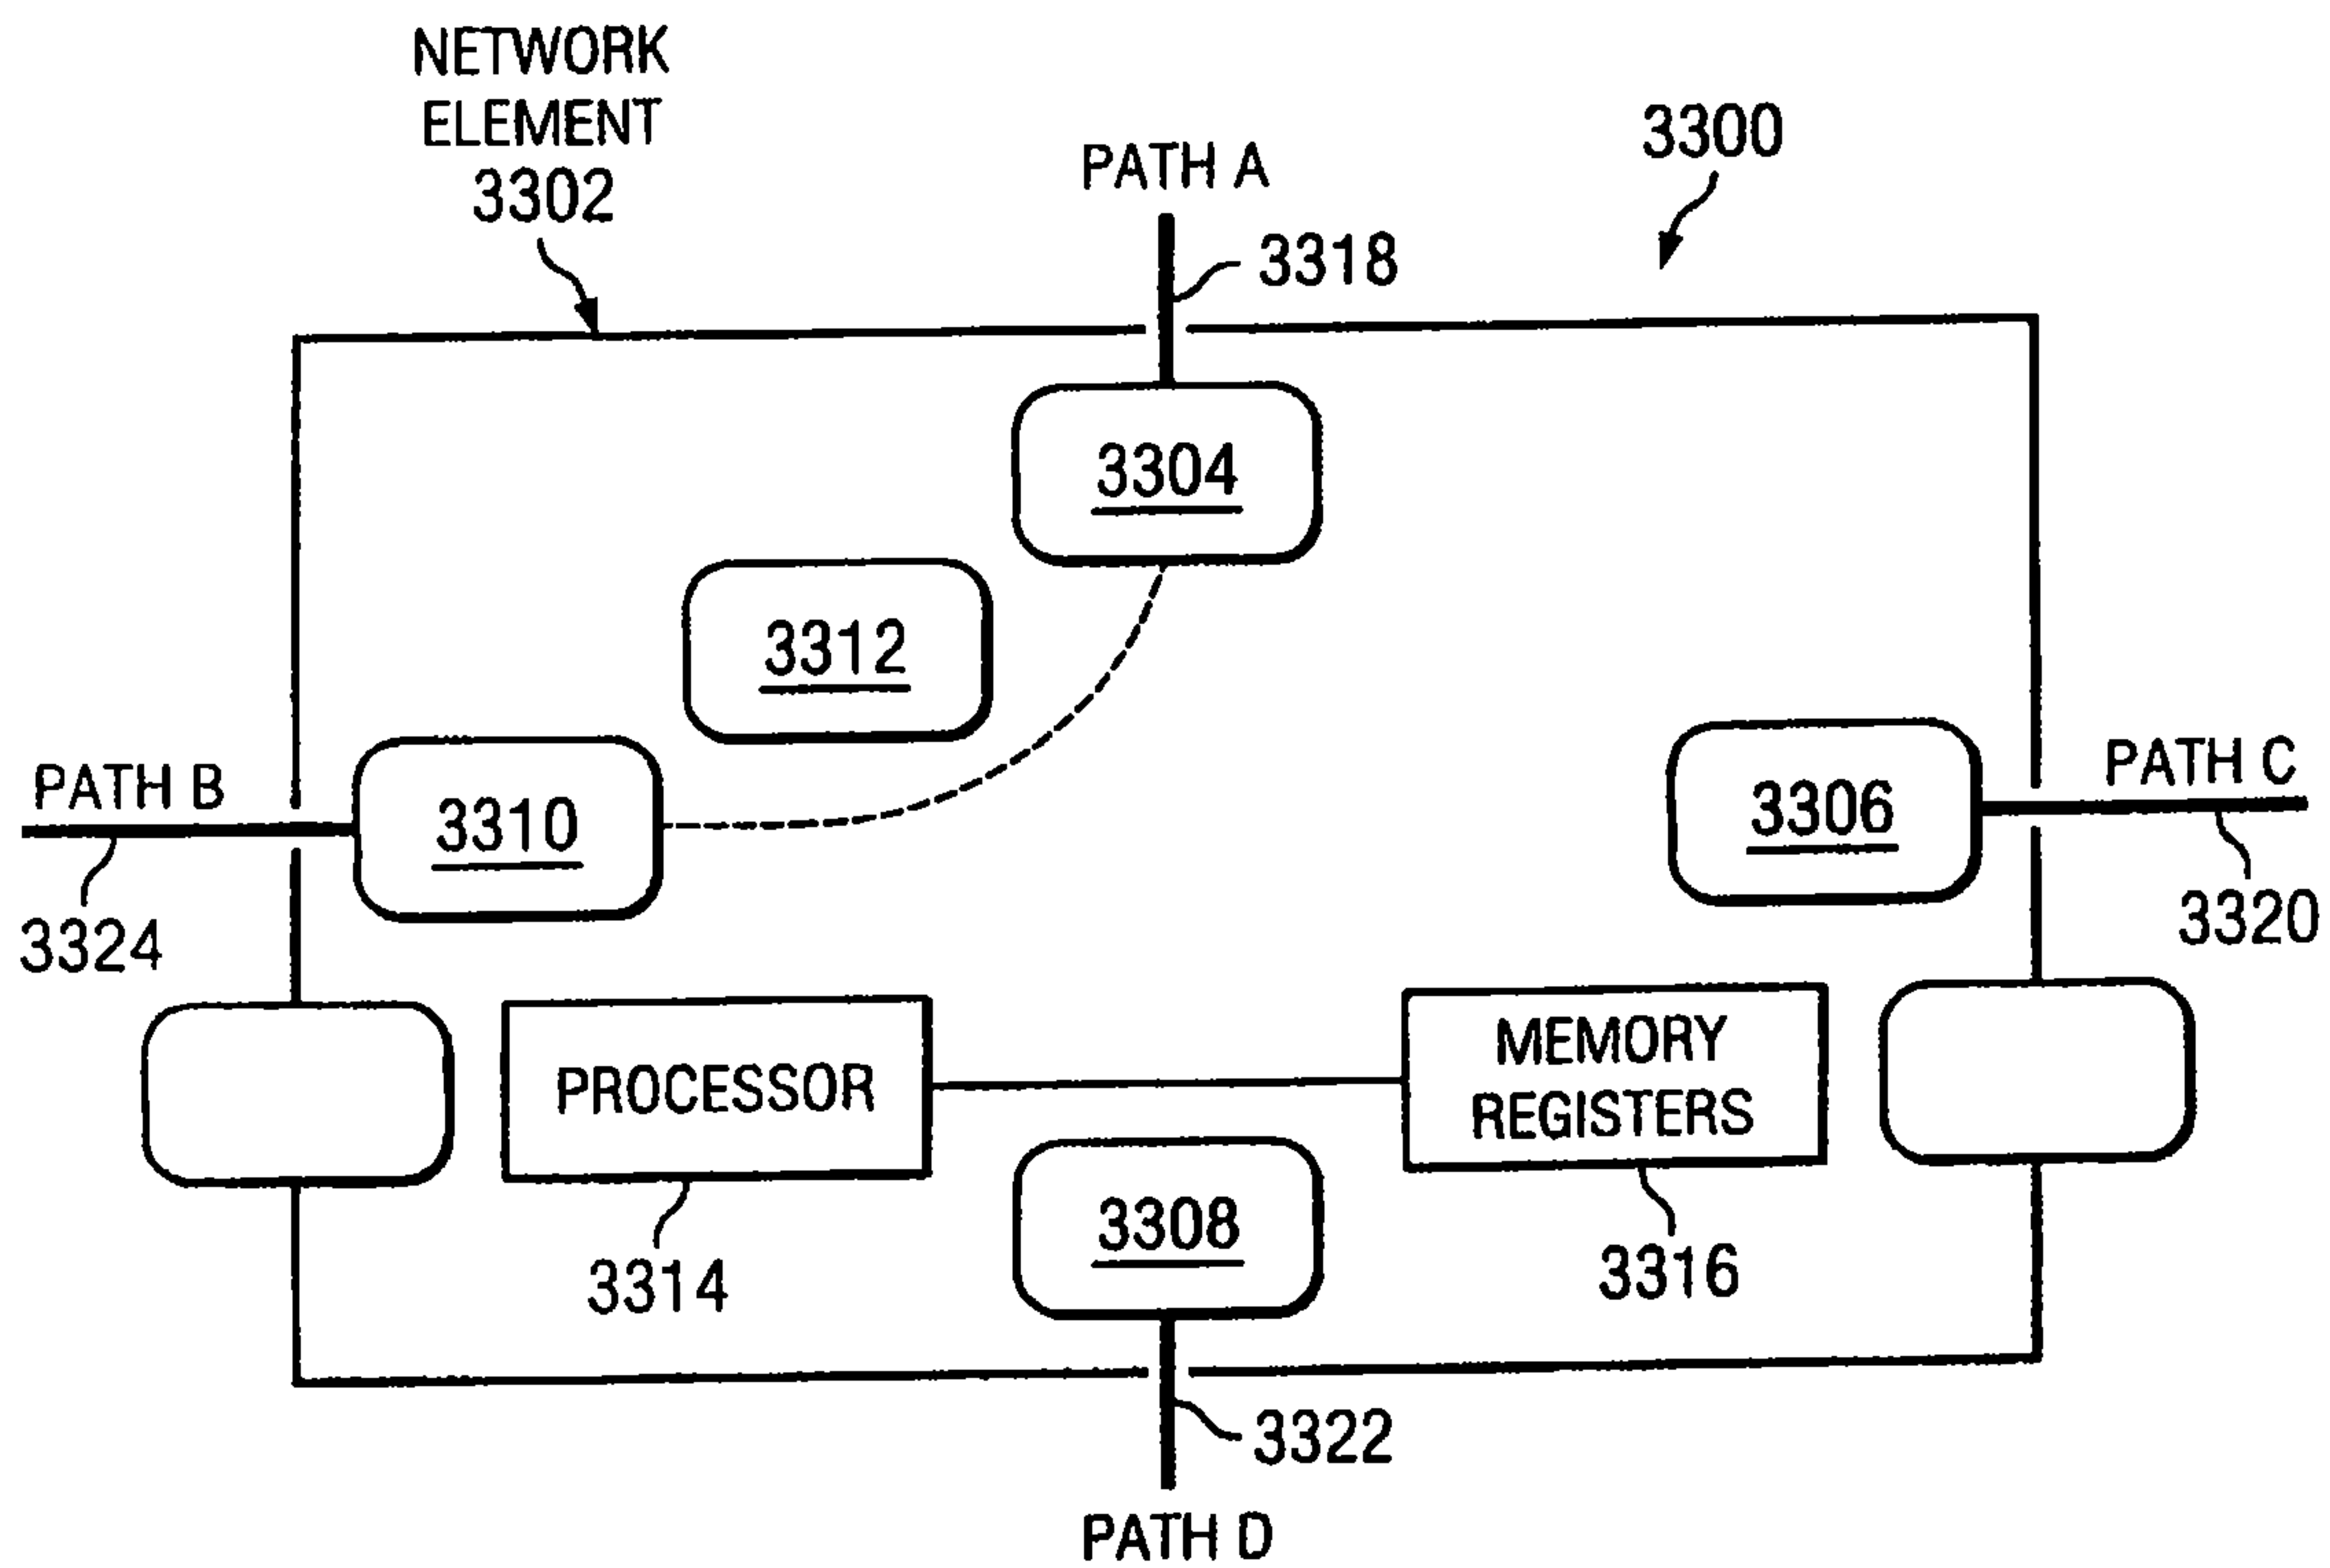 NETWORK
ELEMENT
3302
PATH A
3300
3318
3304
3312
PATH B
3310
3324
3306
PATH C
3320
PROCESSOR
3314
MEMORY
REGISTERS
3316
3308
3322
PATH D